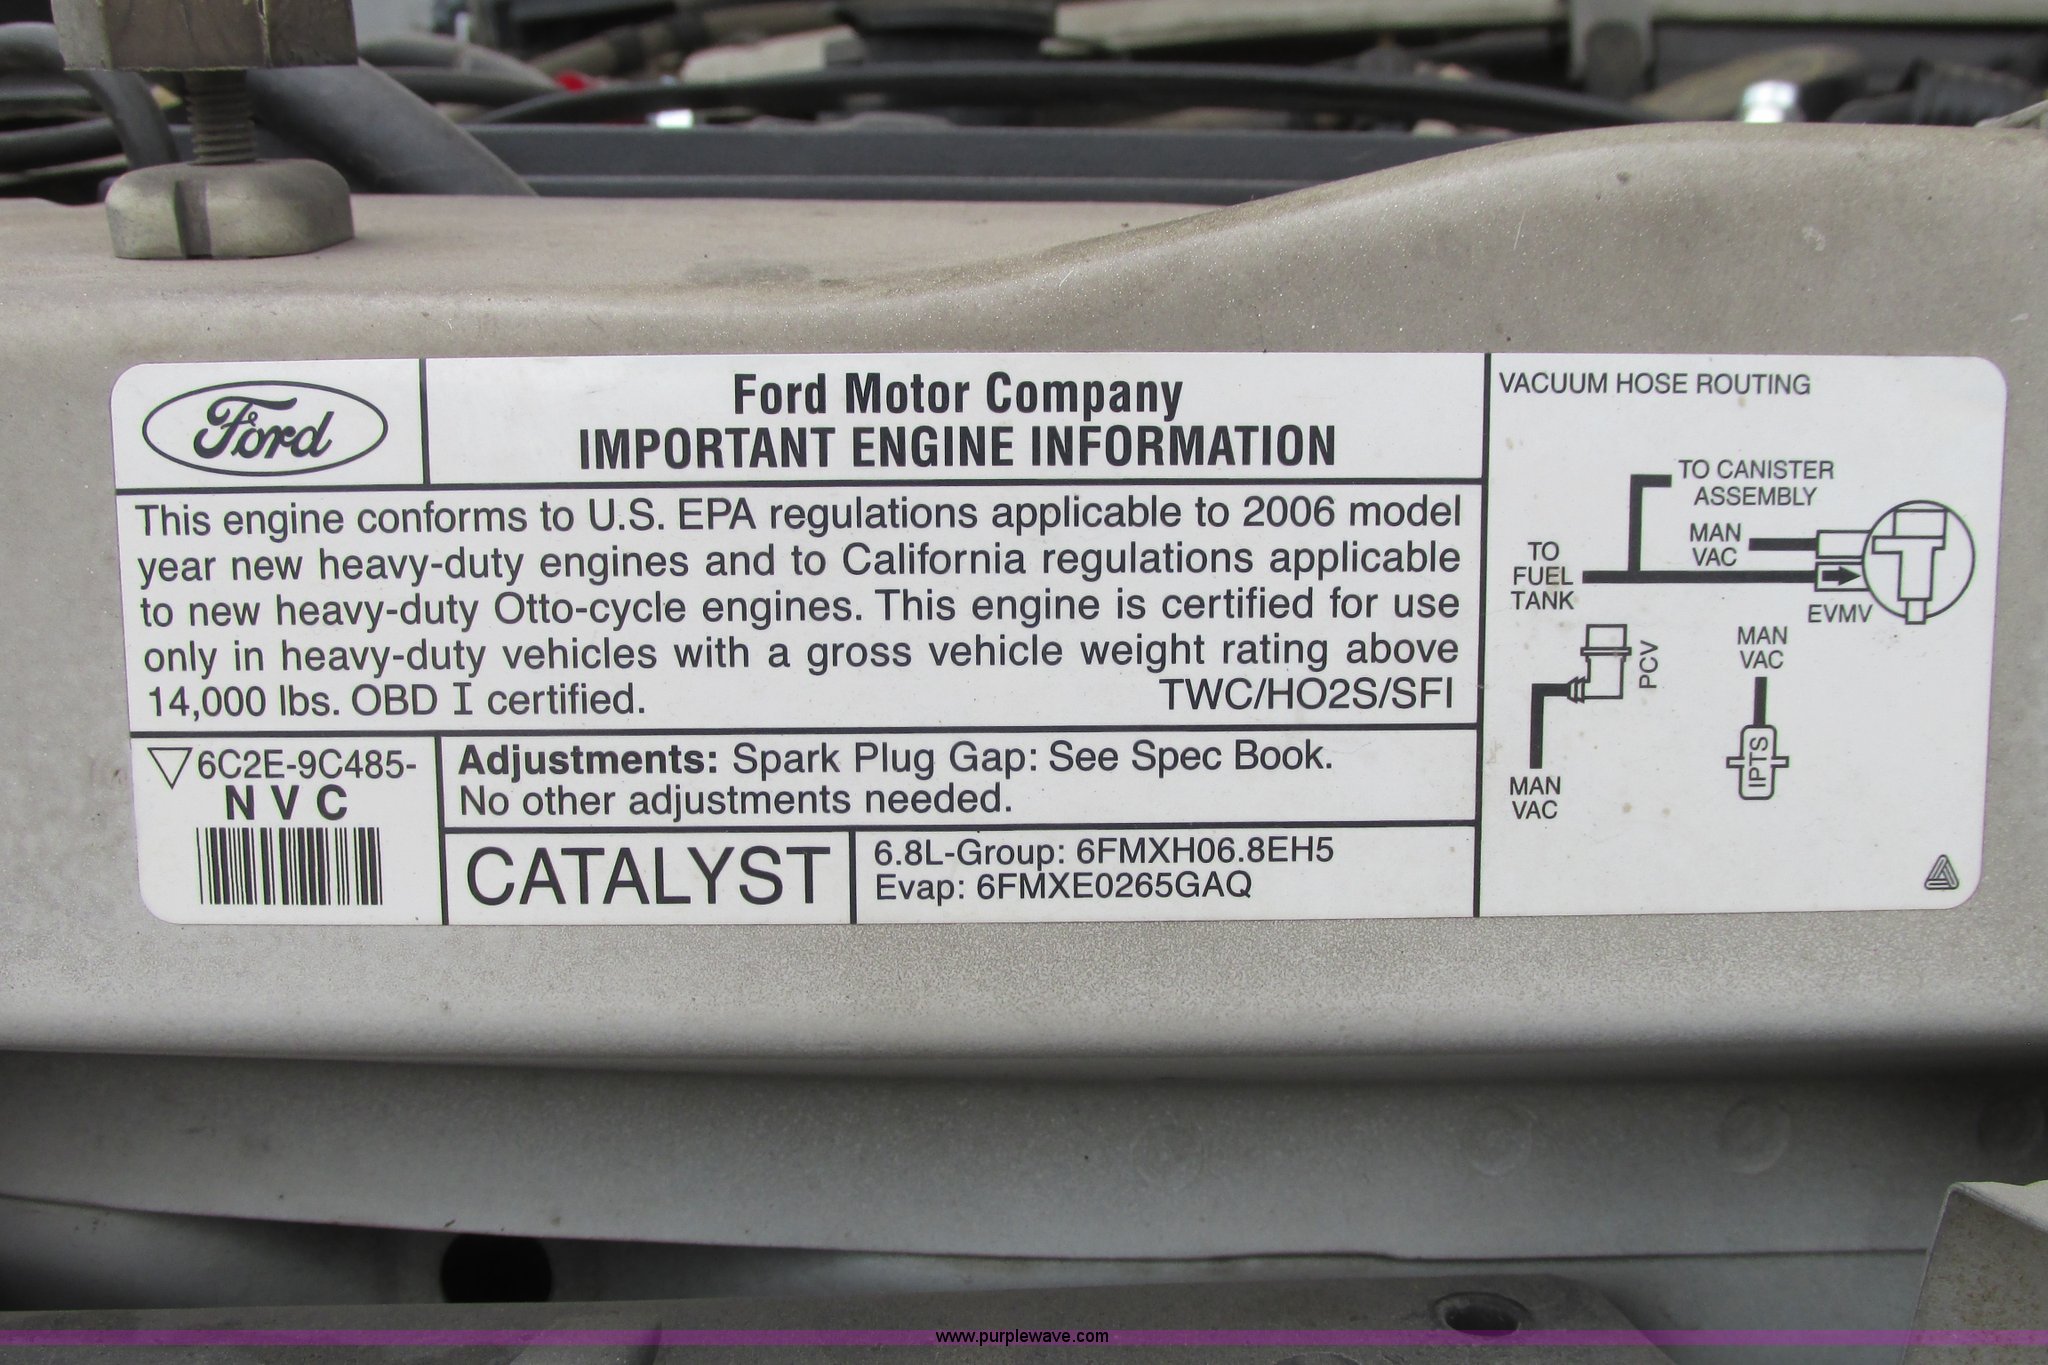 Ford
Ford Motor Company
IMPORTANT ENGINE INFORMATION
This engine conforms to U.S. EPA regulations applicable to 2006 model
year new heavy-duty engines and to California regulations applicable
to new heavy-duty Otto-cycle engines. This engine is certified for use
only in heavy-duty vehicles with a gross vehicle weight rating above
14,000 lbs. OBD I certified. TWC/HO2S/SFI
6C2E-9C485-
N V C
Adjustments: Spark Plug Gap: See Spec Book.
No other adjustments needed.
CATALYST
6.8L-Group: 6FMXH06.8EH5
Evap: 6FMXE0265GAQ
VACUUM HOSE ROUTING
TO CANISTER
ASSEMBLY
MAN
VAC
TO
FUEL
TANK
EVMV
PCV
MAN
VAC
MAN
VAC
IPTS
www.purplewave.com